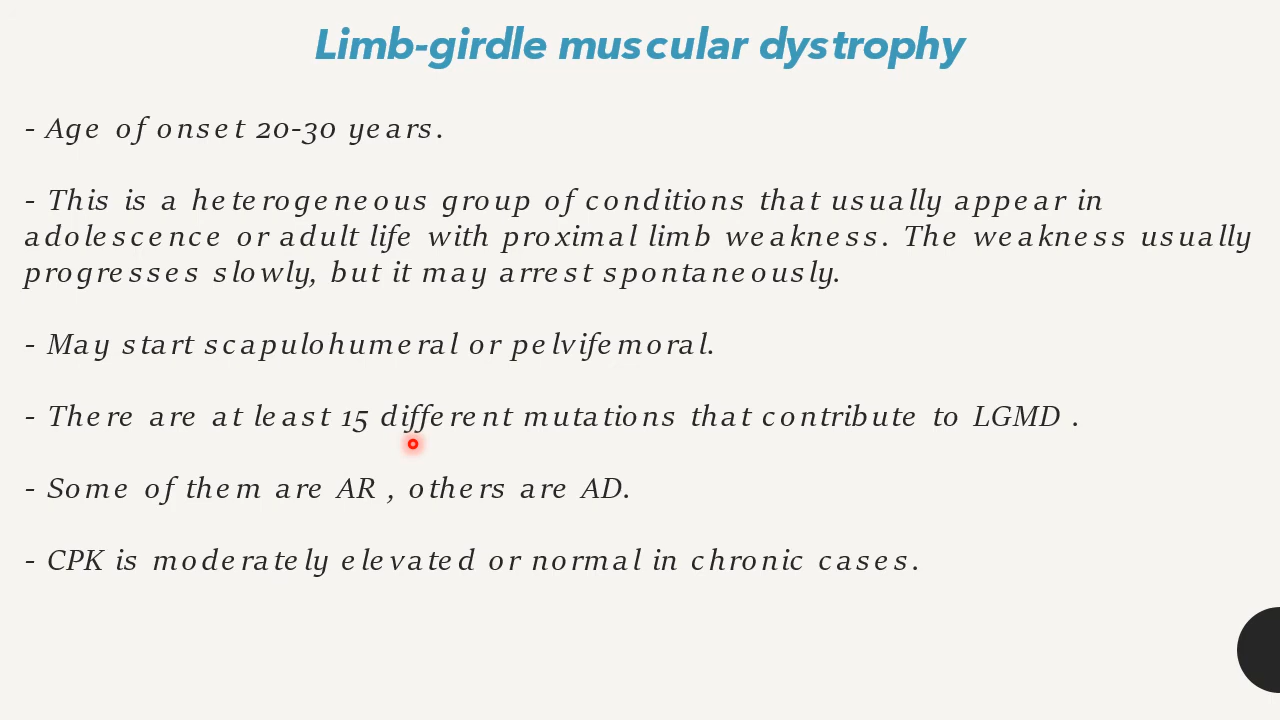 Limb-girdle muscular dystrophy
- Age of onset 20-30 years.
- This is a heterogeneous group of conditions that usually appear in
adolescence or adult life with proximal limb weakness. The weakness usually
progresses slowly, but it may arrest spontaneously.
- May start scapulohumeral or pelvifemoral.
- There are at least 15 different mutations that contribute to LGMD .
- Some of them are AR , others are AD.
- CPK is moderately elevated or normal in chronic cases.